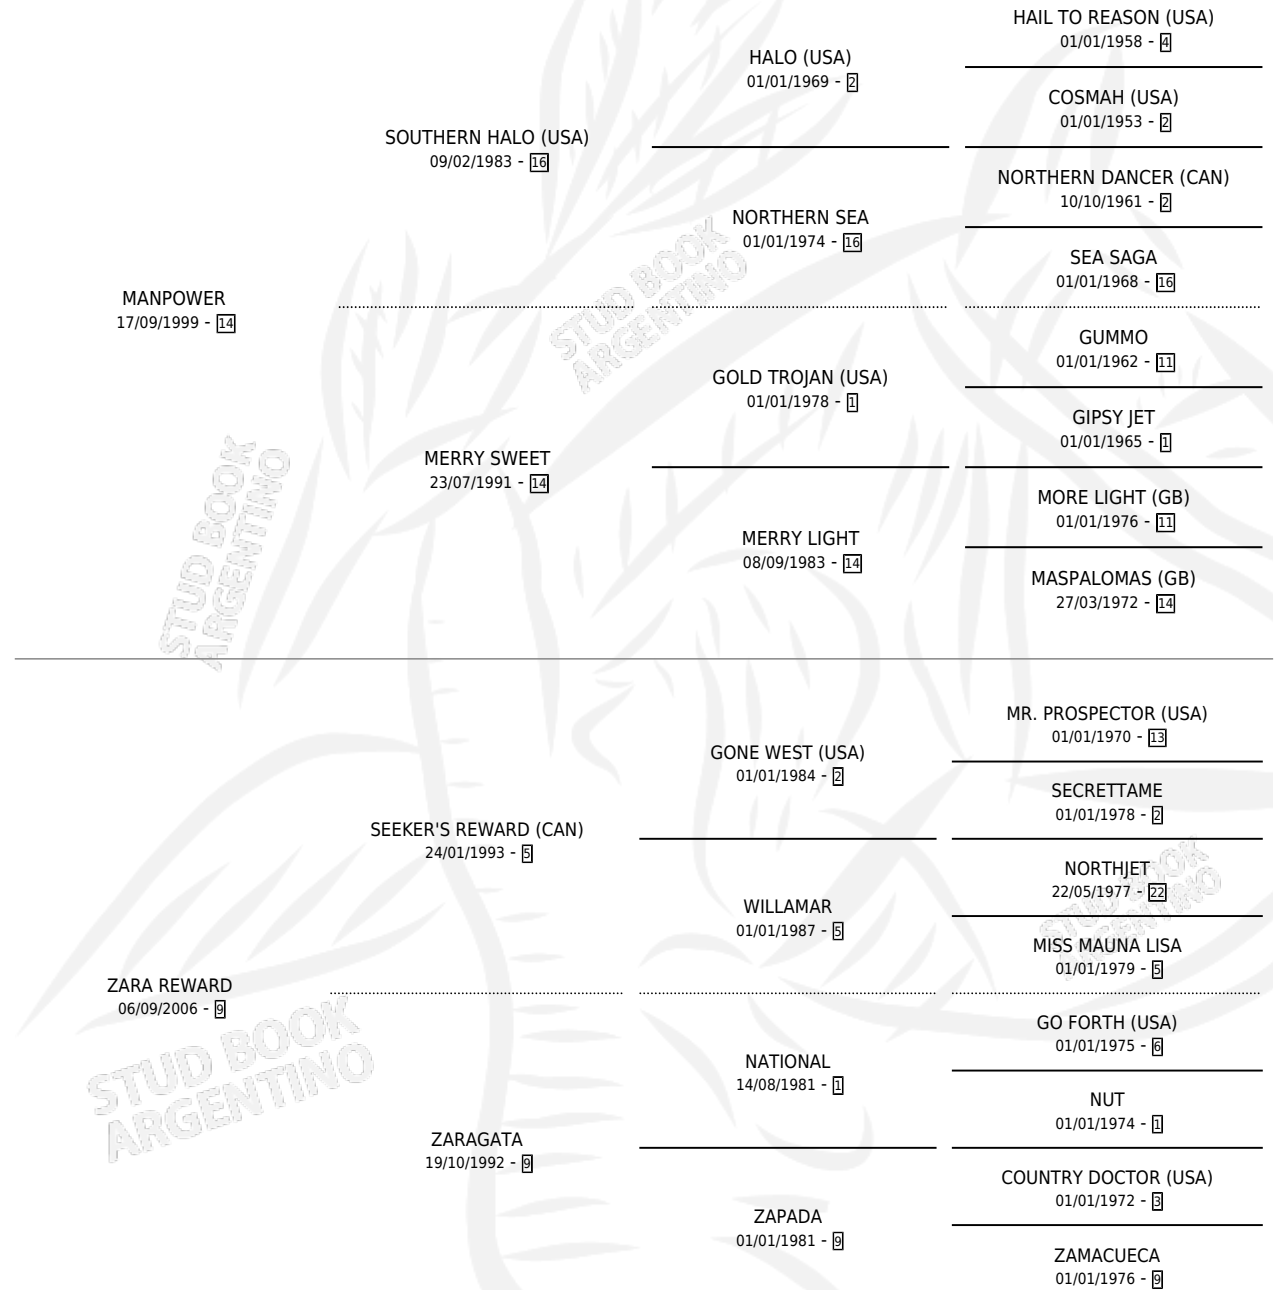 HAIL TO REASON (USA)
01/01/1958 - 4
HALO (USA)
01/01/1969 - 2
COSMAH (USA)
01/01/1953 - 2
SOUTHERN HALO (USA)
09/02/1983 - 16
NORTHERN DANCER (CAN)
10/10/1961 - 2
NORTHERN SEA
01/01/1974 - 16
SEA SAGA
01/01/1968 - 16
MANPOWER
17/09/1999 - 14
GUMMO
01/01/1962 - 11
GOLD TROJAN (USA)
01/01/1978 - 1
GIPSY JET
01/01/1965 - 1
MERRY SWEET
23/07/1991 - 14
MORE LIGHT (GB)
01/01/1976 - 11
MERRY LIGHT
08/09/1983 - 14
MASPALOMAS (GB)
27/03/1972 - 14
MR. PROSPECTOR (USA)
01/01/1970 - 13
GONE WEST (USA)
01/01/1984 - 2
SECRETTAME
01/01/1978 - 2
SEEKER'S REWARD (CAN)
24/01/1993 - 5
NORTHJET
22/05/1977 - 22
WILLAMAR
01/01/1987 - 5
MISS MAUNA LISA
01/01/1979 - 5
ZARA REWARD
06/09/2006 - 9
GO FORTH (USA)
01/01/1975 - 6
NATIONAL
14/08/1981 - 1
NUT
01/01/1974 - 1
ZARAGATA
19/10/1992 - 9
COUNTRY DOCTOR (USA)
01/01/1972 - 3
ZAPADA
01/01/1981 - 9
ZAMACUECA
01/01/1976 - 9
STUD BOOK
ARGENTINO
STUD BOOK
ARGENTINO
STUD BOOK
ARGENTINO
STUD BOOK
ARGENTINO